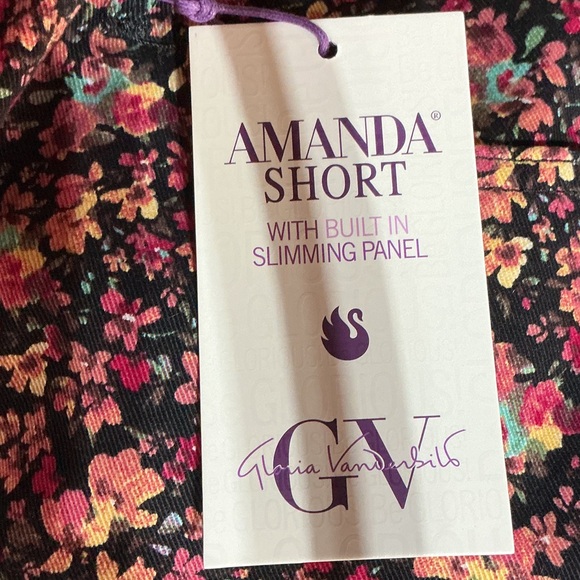 AMANDA®
SHORT
WITH BUILT IN
SLIMMING PANEL
GV
Gloria Vanderbilt